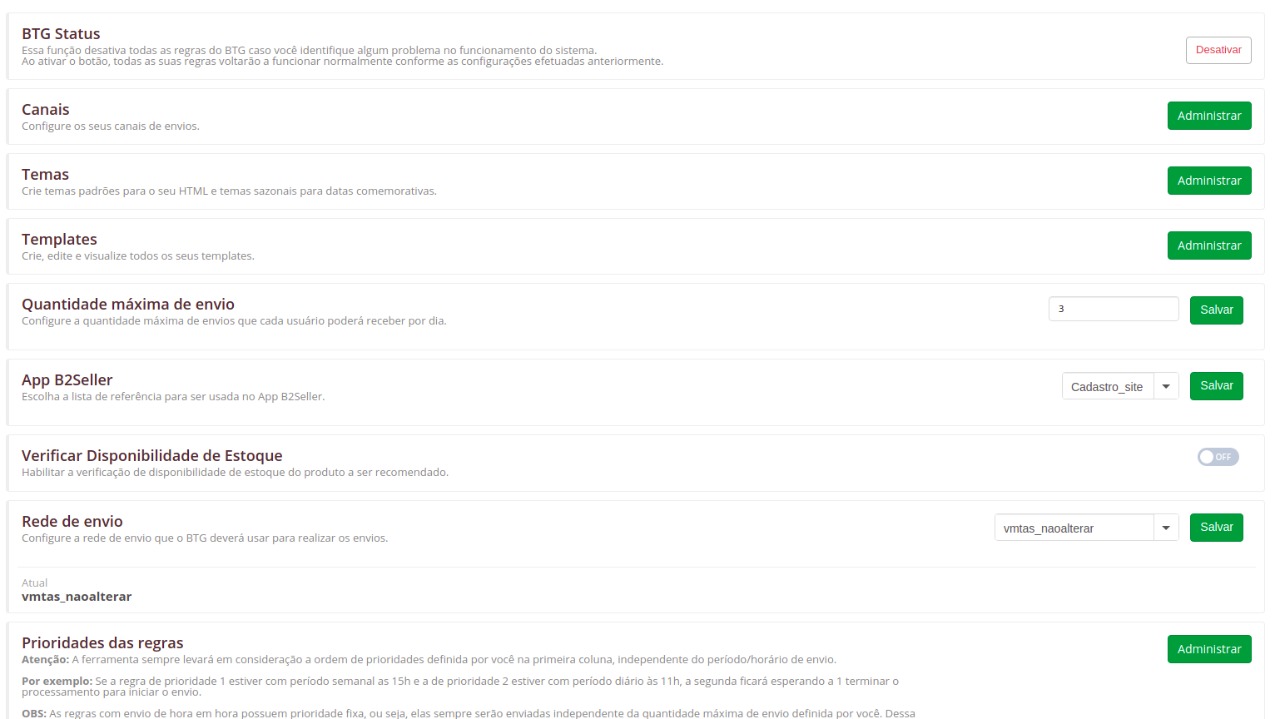 BTG Status
Essa função desativa todas as regras do BTG caso você identifique algum problema no funcionamento do sistema.
Ao ativar o botão, todas as suas regras voltarão a funcionar normalmente conforme as configurações efetuadas anteriormente.
Desativar
Canais
Configure os seus canais de envios.
Administrar
Temas
Crie temas padrões para o seu HTML e temas sazonais para datas comemorativas.
Administrar
Templates
Crie, edite e visualize todos os seus templates.
Administrar
Quantidade máxima de envio
Configure a quantidade máxima de envios que cada usuário poderá receber por dia.
3
Salvar
App B2Seller
Escolha a lista de referência para ser usada no App B2Seller.
Cadastro_site
Salvar
Verificar Disponibilidade de Estoque
Habilitar a verificação de disponibilidade de estoque do produto a ser recomendado.
OFF
Rede de envio
Configure a rede de envio que o BTG deverá usar para realizar os envios.
vmtas_naoalterar
Salvar
Atual
vmtas_naoalterar
Prioridades das regras
Atenção: A ferramenta sempre levará em consideração a ordem de prioridades definida por você na primeira coluna, independente do período/horário de envio.
Administrar
Por exemplo: Se a regra de prioridade 1 estiver com período semanal as 15h e a de prioridade 2 estiver com período diário às 11h, a segunda ficará esperando a 1 terminar o
processamento para iniciar o envio.
OBS: As regras com envio de hora em hora possuem prioridade fixa, ou seja, elas sempre serão enviadas independente da quantidade máxima de envio definida por você. Dessa